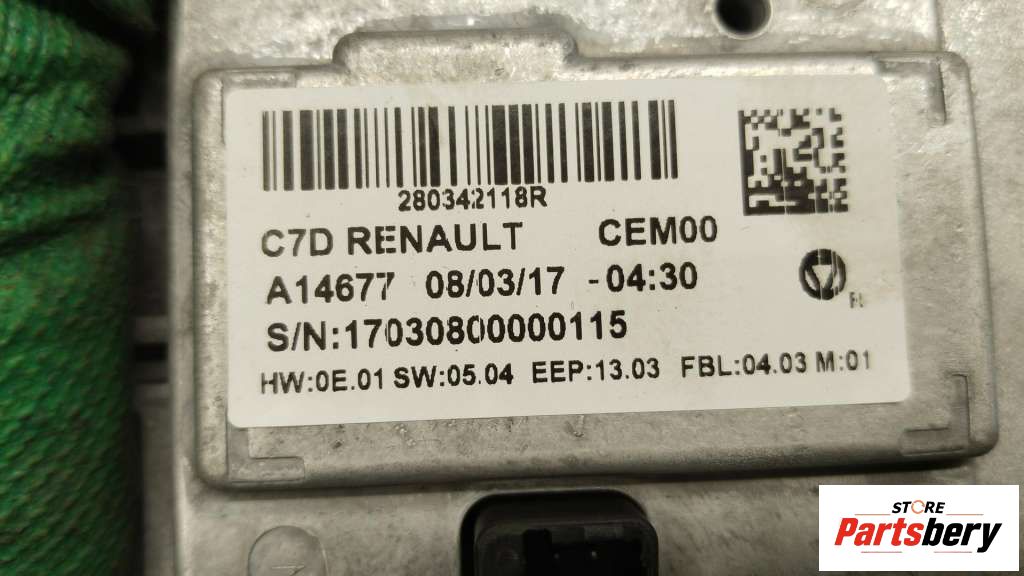 280342118R
C7D RENAULT CEM00
A14677 08/03/17 -04:30
S/N:17030800000115
HW:0E.01 SW:05.04 EEP:13.03 FBL:04.03 M:01
STORE
Partsbery